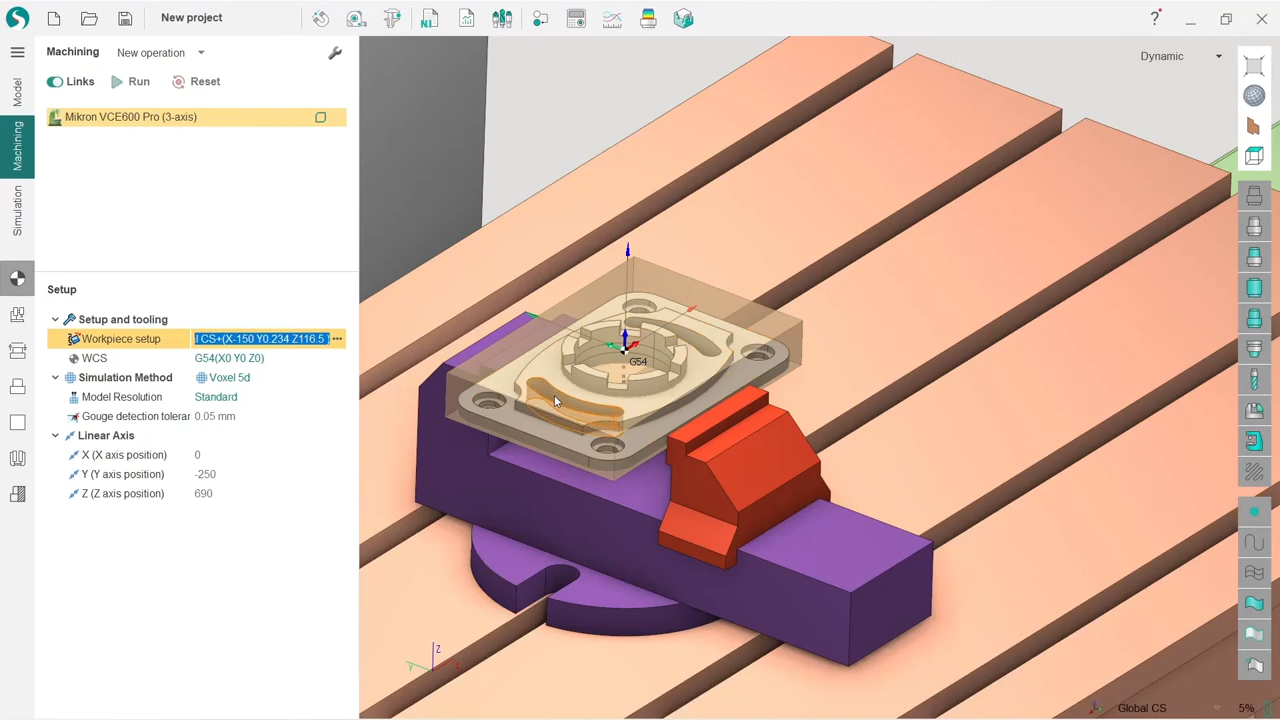 New project
N.I.
?
Machining
New operation
Links
Run
Reset
Mikron VCE600 Pro (3-axis)
Model
Machining
Simulation
Setup
Setup and tooling
Workpiece setup
l CS+(X-150 Y0.234 Z116.5 )
WCS
G54(X0 Y0 Z0)
Simulation Method
Voxel 5d
Model Resolution
Standard
Gouge detection toleran
0.05 mm
Linear Axis
X (X axis position)
0
Y (Y axis position)
-250
Z (Z axis position)
690
Dynamic
G54
Z
Y
X
Global CS
5%